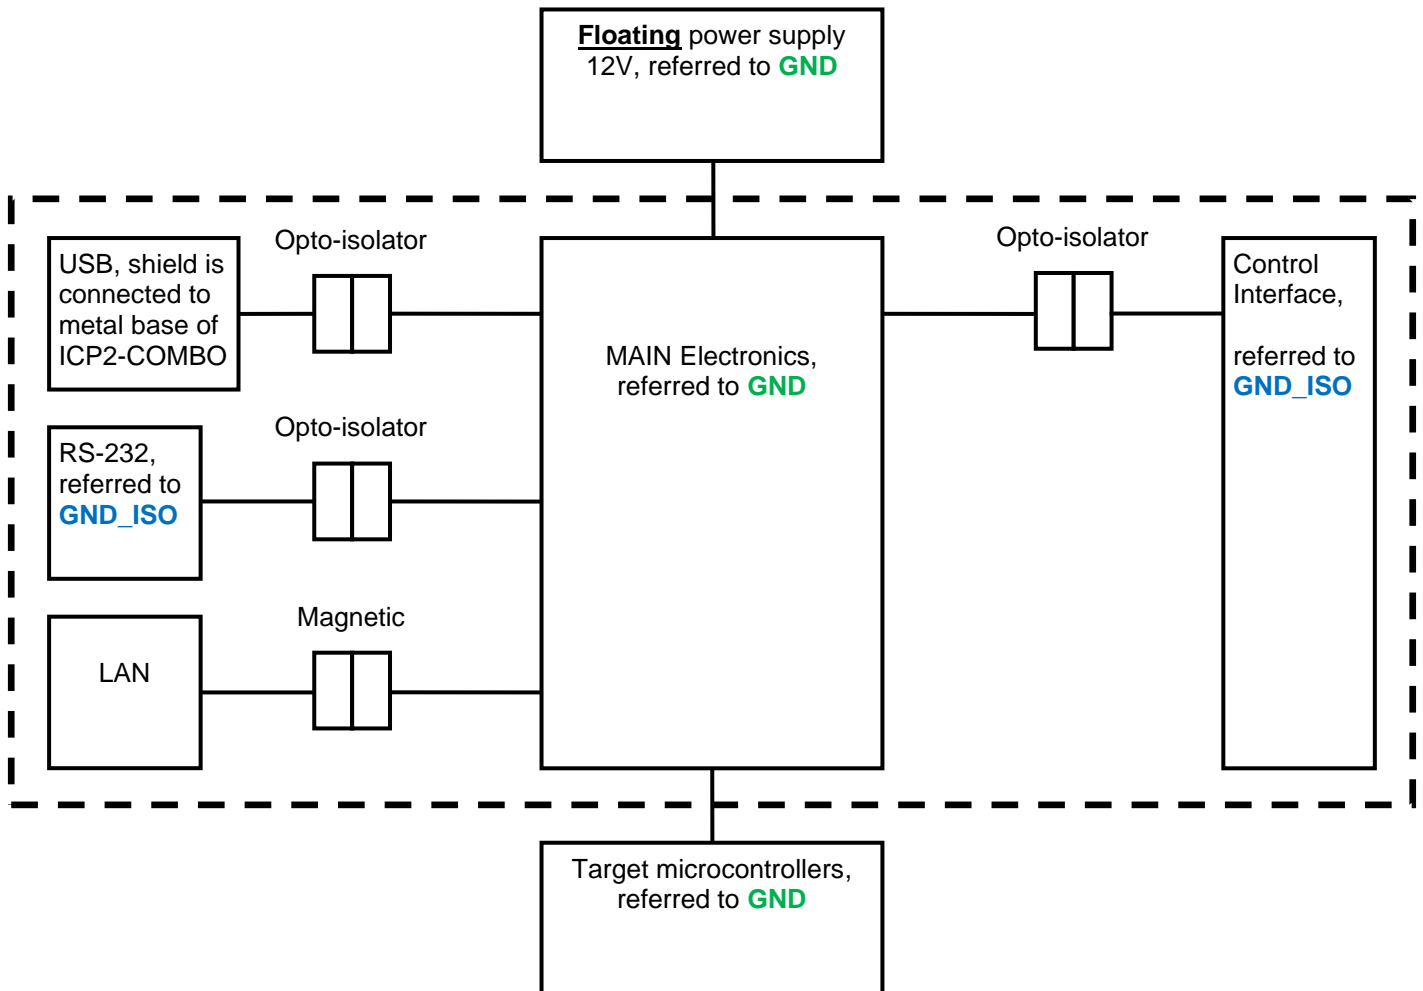 Floating power supply
12V, referred to GND
Opto-isolator
Opto-isolator
USB, shield is
connected to
metal base of
ICP2-COMBO
Control
Interface,
referred to
GND_ISO
MAIN Electronics,
referred to GND
Opto-isolator
RS-232,
referred to
GND_ISO
Magnetic
LAN
Target microcontrollers,
referred to GND